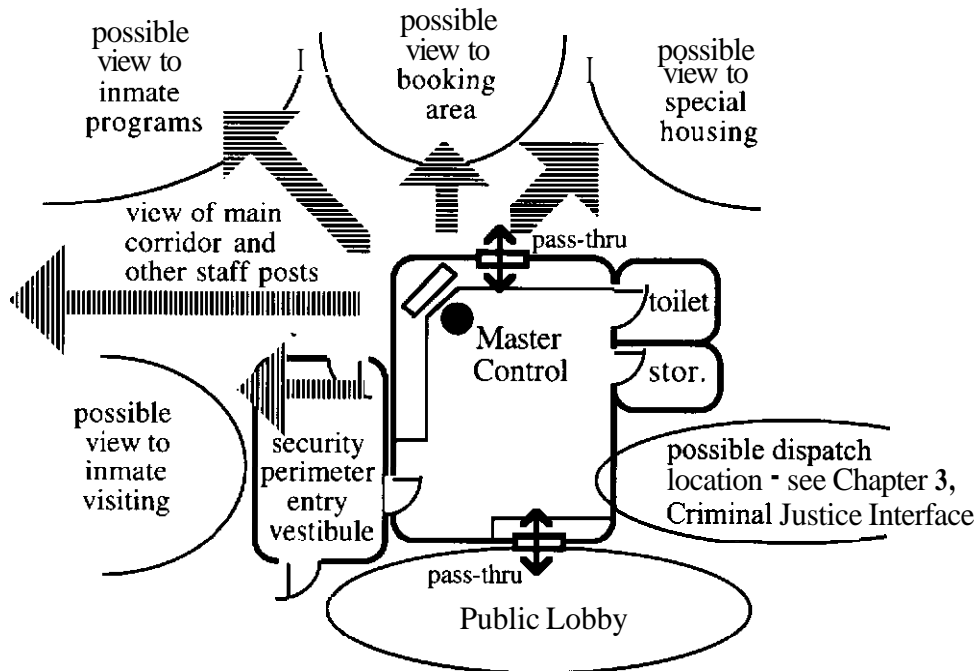 possible
view to
inmate
programs
possible
view to
booking
area
possible
view to
special
housing
view of main
corridor and
other staff posts
pass-thru
toilet
Master
Control
stor.
possible
view to
inmate
visiting
security
perimeter
entry
vestibule
possible dispatch
location - see Chapter 3,
Criminal Justice Interface
pass-thru
Public Lobby